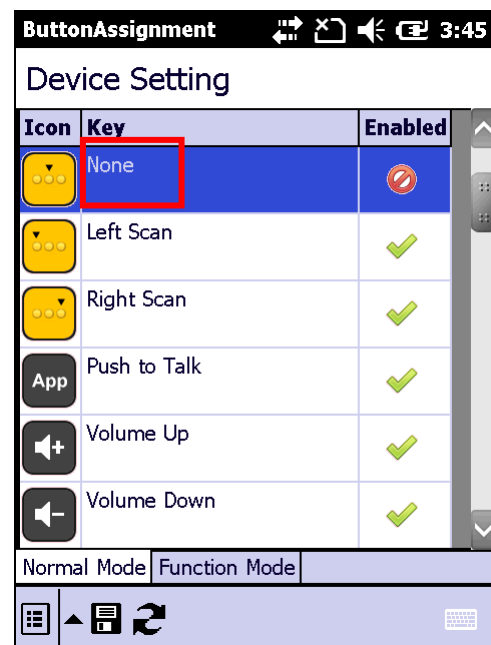 ButtonAssignment 3:45
Device Setting
Icon Key Enabled
None
Left Scan
Right Scan
App Push to Talk
Volume Up
Volume Down
Normal Mode Function Mode